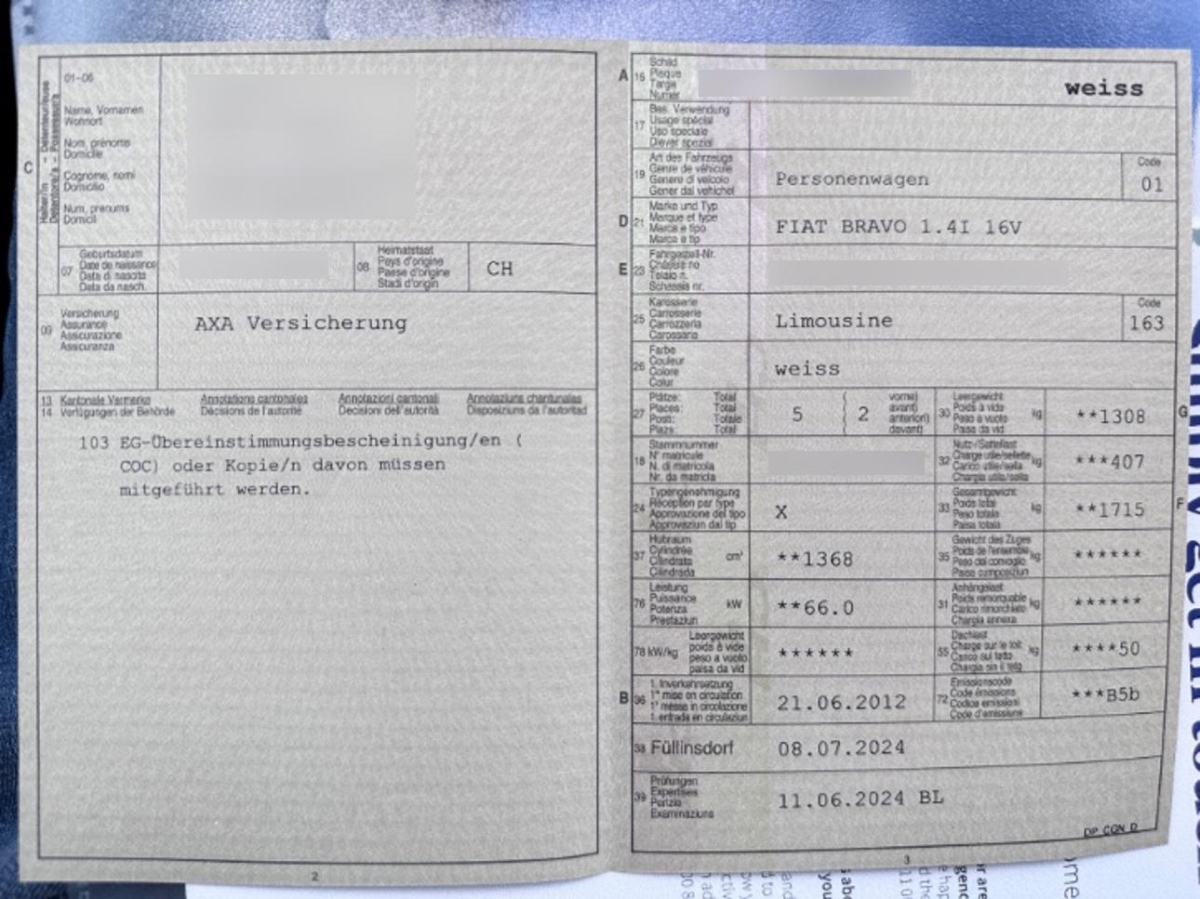 01-06
Halter/in - Détenteur/trice
Detentore/a - Possessur/a
Name, Vornamen
Wohnort
Nom, prénoms
Domicile
Cognome, nomi
Domicilio
Num, prenums
Domicil
C
07
Geburtsdatum
Date de naissance
Data di nascita
Data da nasch.
08
Heimatstaat
Pays d'origine
Paese d'origine
Stadi d'origin
CH
09
Versicherung
Assurance
Assicurazione
Assicuranza
AXA Versicherung
13 Kantonale Vermerke Annotations cantonales Annotazioni cantonali Annotaziuns chantunales
14 Verfügungen der Behörde Décisions de l'autorité Decisioni dell'autorità Disposiziuns da l'autoritad
103 EG-Übereinstimmungsbescheinigung/en (
COC) oder Kopie/n davon müssen
mitgeführt werden.
2
A 15
Schild
Plaque
Targa
Numer
weiss
17
Bes. Verwendung
Usage spécial
Uso speciale
Diever spezial
19
Art des Fahrzeugs
Genre de véhicule
Genere di veicolo
Gener dal vehichel
Personenwagen
Code
01
D 21
Marke und Typ
Marque et type
Marca e tipo
Marca e tip
FIAT BRAVO 1.4I 16V
E 23
Fahrgestell-Nr.
Châssis no
Telaio n.
Schassis nr.
25
Karosserie
Carrosserie
Carrozzeria
Carossaria
Limousine
Code
163
26
Farbe
Couleur
Colore
Colur
weiss
27
Plätze: Total
Places: Total
Posti: Totale
Plazs: Total
5 ( 2
vorne)
avant)
anteriori)
davant)
30
Leergewicht
Poids à vide
Peso a vuoto
Paisa da vid
kg
**1308
G
18
Stammnummer
N° matricule
N. di matricola
Nr. da matricla
32
Nutz-/Sattellast
Charge utile/sellette
Carico utile/sella
Chargia utila/sella
kg
***407
24
Typengenehmigung
Réception par type
Approvazione del tipo
Approvaziun dal tip
X
33
Gesamtgewicht
Poids total
Peso totale
Paisa totala
kg
**1715
F
37
Hubraum
Cylindrée
Cilindrata
Cilindrada
cm³
**1368
35
Gewicht des Zuges
Poids de l'ensemble
Peso del convoglio
Paisa cumposiziun
kg
******
76
Leistung
Puissance
Potenza
Prestaziun
kW
**66.0
31
Anhängelast
Poids remorquable
Carico rimorchiato
Chargia annexa
kg
******
78 kW/kg
Leergewicht
poids à vide
peso a vuoto
paisa da vid
******
55
Dachlast
Charge sur le toit
Carico sul tetto
Chargia sin il tetg
kg
****50
B 36
1. Inverkehrsetzung
1re mise en circulation
1a messa in circolazione
1. entrada en circulaziun
21.06.2012
72
Emissionscode
Code émissions
Codice emissioni
Code d'emissiuns
***B5b
38 Füllinsdorf
08.07.2024
39
Prüfungen
Expertises
Perizie
Examinaziuns
11.06.2024 BL
DP CGN D
3